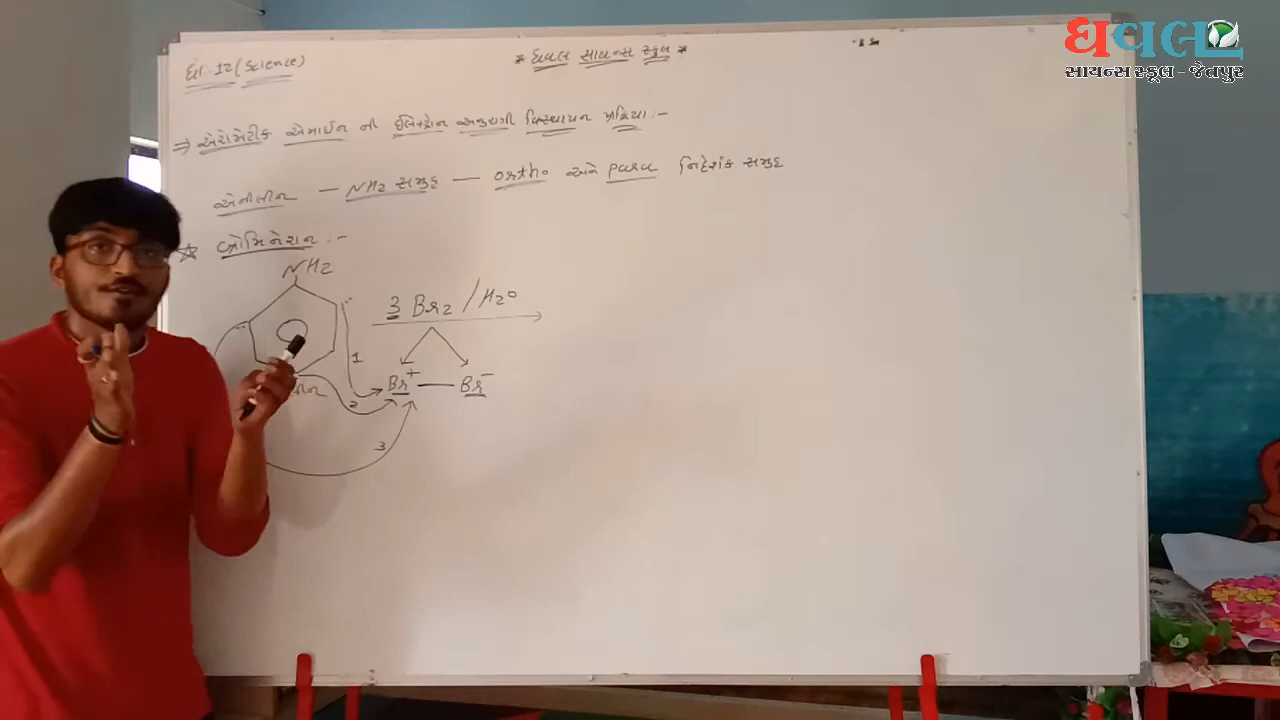 ધવલ
સાયન્સ સ્કૂલ - જેતપુર
ધો:-12 (Science)
* ધવલ સાયન્સ સ્કુલ *
⇒ એરોમેટીક એમાઈન ની ઈલેક્ટ્રોન અનુરાગી વિસ્થાપન પ્રક્રિયા:-
એનીલીન — NH2 સમુહ — ortho અને para નિર્દેશક સમુહ
☆ બ્રોમિનેશન :-
NH2
3 Br2 / H2O
1
Br+ — Br-
2
3